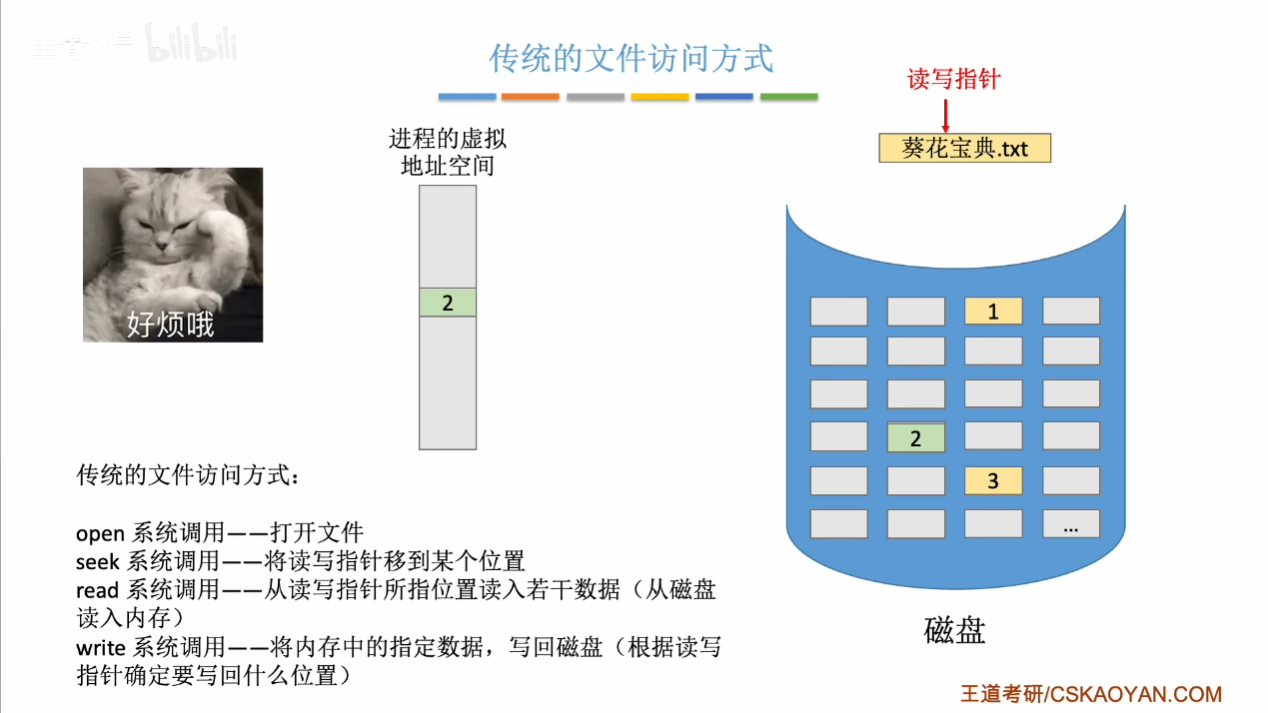 bilibili
传统的文件访问方式
读写指针
葵花宝典.txt
进程的虚拟
地址空间
2
好烦哦
1
2
3
...
磁盘
传统的文件访问方式：
open 系统调用——打开文件
seek 系统调用——将读写指针移到某个位置
read 系统调用——从读写指针所指位置读入若干数据（从磁盘
读入内存）
write 系统调用——将内存中的指定数据，写回磁盘（根据读写
指针确定要写回什么位置）
王道考研/CSKAOYAN.COM